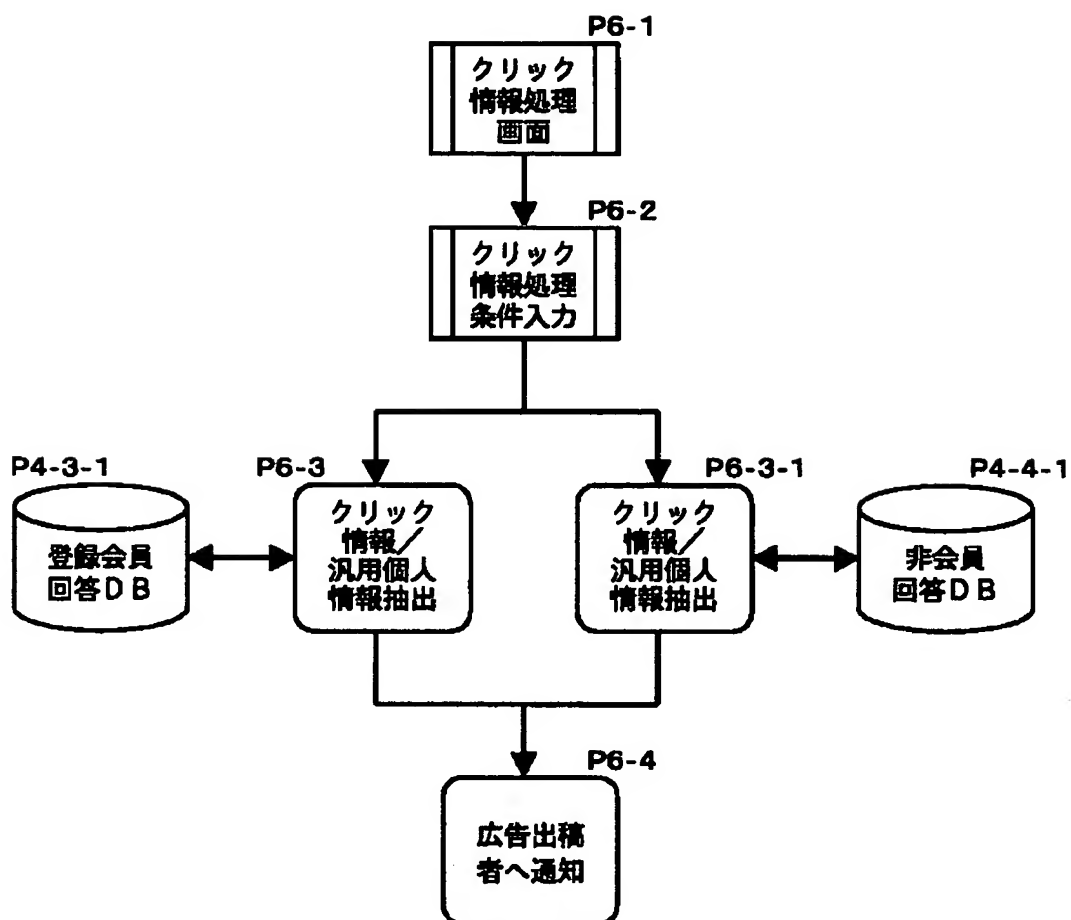 P6-1
クリック
情報処理
画面
P6-2
クリック
情報処理
条件入力
P4-3-1
登録会員
回答DB
P6-3
クリック
情報/
汎用個人
情報抽出
P6-3-1
クリック
情報/
汎用個人
情報抽出
P4-4-1
非会員
回答DB
P6-4
広告出稿
者へ通知